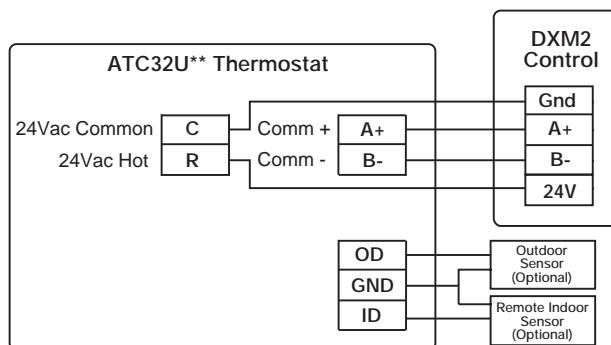 DXM2
Control
ATC32U** Thermostat
Gnd
24Vac Common C Comm + A+ A+
24Vac Hot R Comm - B- B-
24V
OD
GND
ID
Outdoor
Sensor
(Optional)
Remote Indoor
Sensor
(Optional)